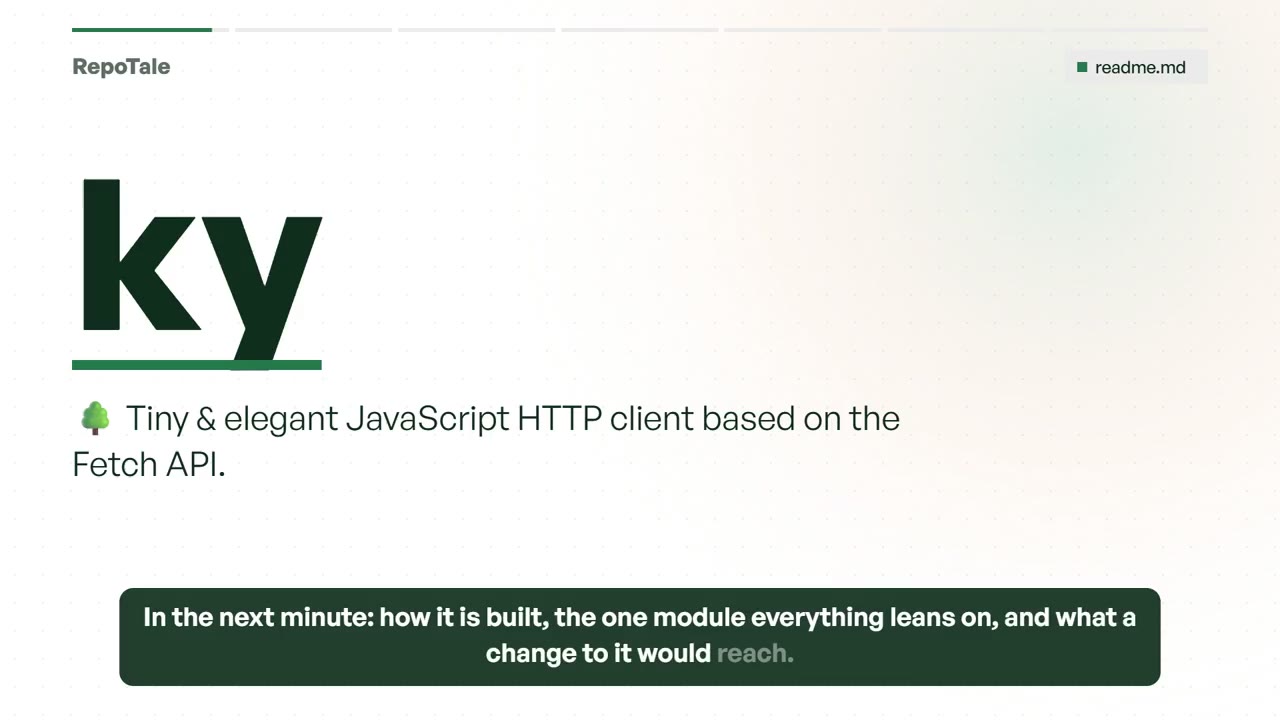 RepoTale
readme.md
ky
🌳 Tiny & elegant JavaScript HTTP client based on the
Fetch API.
In the next minute: how it is built, the one module everything leans on, and what a
change to it would reach.